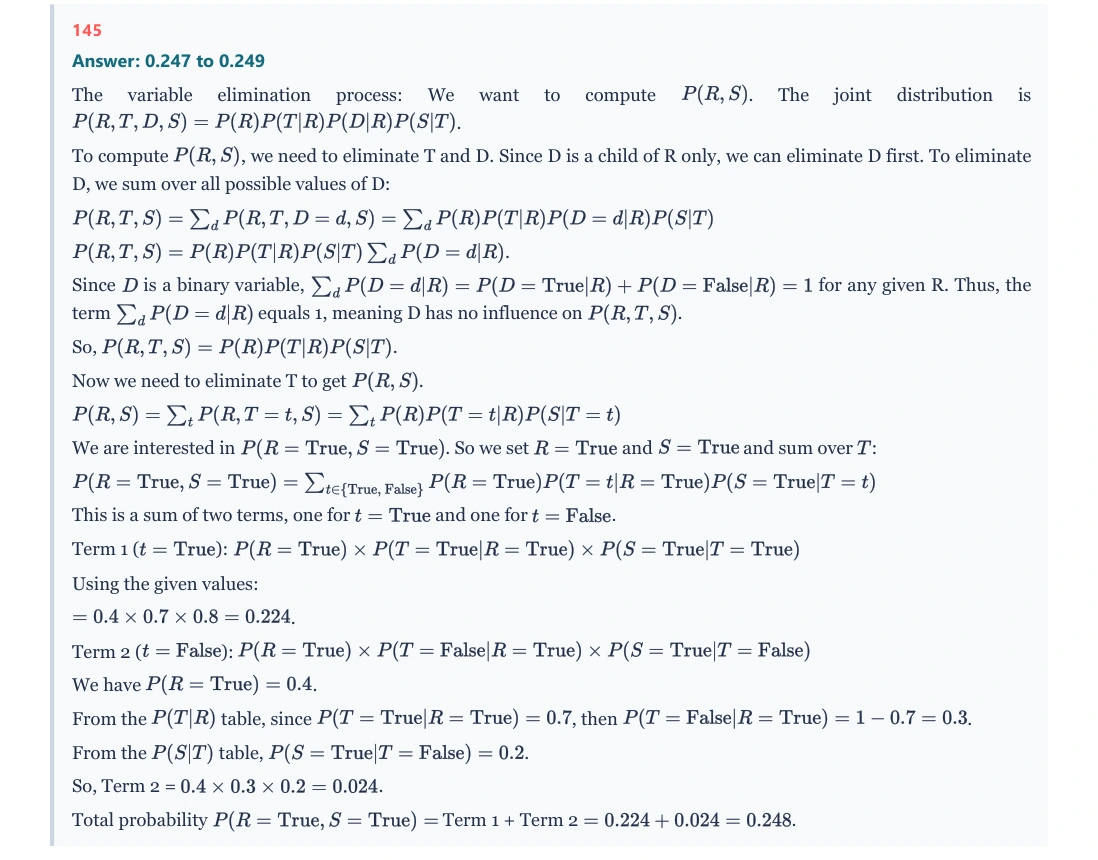 145
Answer: 0.247 to 0.249
The variable elimination process: We want to compute P(R, S). The joint distribution is
P(R, T, D, S) = P(R)P(T|R)P(D|R)P(S|T).
To compute P(R, S), we need to eliminate T and D. Since D is a child of R only, we can eliminate D first. To eliminate
D, we sum over all possible values of D:
P(R, T, S) = ∑_d P(R, T, D = d, S) = ∑_d P(R)P(T|R)P(D = d|R)P(S|T)
P(R, T, S) = P(R)P(T|R)P(S|T) ∑_d P(D = d|R).
Since D is a binary variable, ∑_d P(D = d|R) = P(D = True|R) + P(D = False|R) = 1 for any given R. Thus, the
term ∑_d P(D = d|R) equals 1, meaning D has no influence on P(R, T, S).
So, P(R, T, S) = P(R)P(T|R)P(S|T).
Now we need to eliminate T to get P(R, S).
P(R, S) = ∑_t P(R, T = t, S) = ∑_t P(R)P(T = t|R)P(S|T = t)
We are interested in P(R = True, S = True). So we set R = True and S = True and sum over T:
P(R = True, S = True) = ∑_t∈{True, False} P(R = True)P(T = t|R = True)P(S = True|T = t)
This is a sum of two terms, one for t = True and one for t = False.
Term 1 (t = True): P(R = True) × P(T = True|R = True) × P(S = True|T = True)
Using the given values:
= 0.4 × 0.7 × 0.8 = 0.224.
Term 2 (t = False): P(R = True) × P(T = False|R = True) × P(S = True|T = False)
We have P(R = True) = 0.4.
From the P(T|R) table, since P(T = True|R = True) = 0.7, then P(T = False|R = True) = 1 − 0.7 = 0.3.
From the P(S|T) table, P(S = True|T = False) = 0.2.
So, Term 2 = 0.4 × 0.3 × 0.2 = 0.024.
Total probability P(R = True, S = True) = Term 1 + Term 2 = 0.224 + 0.024 = 0.248.